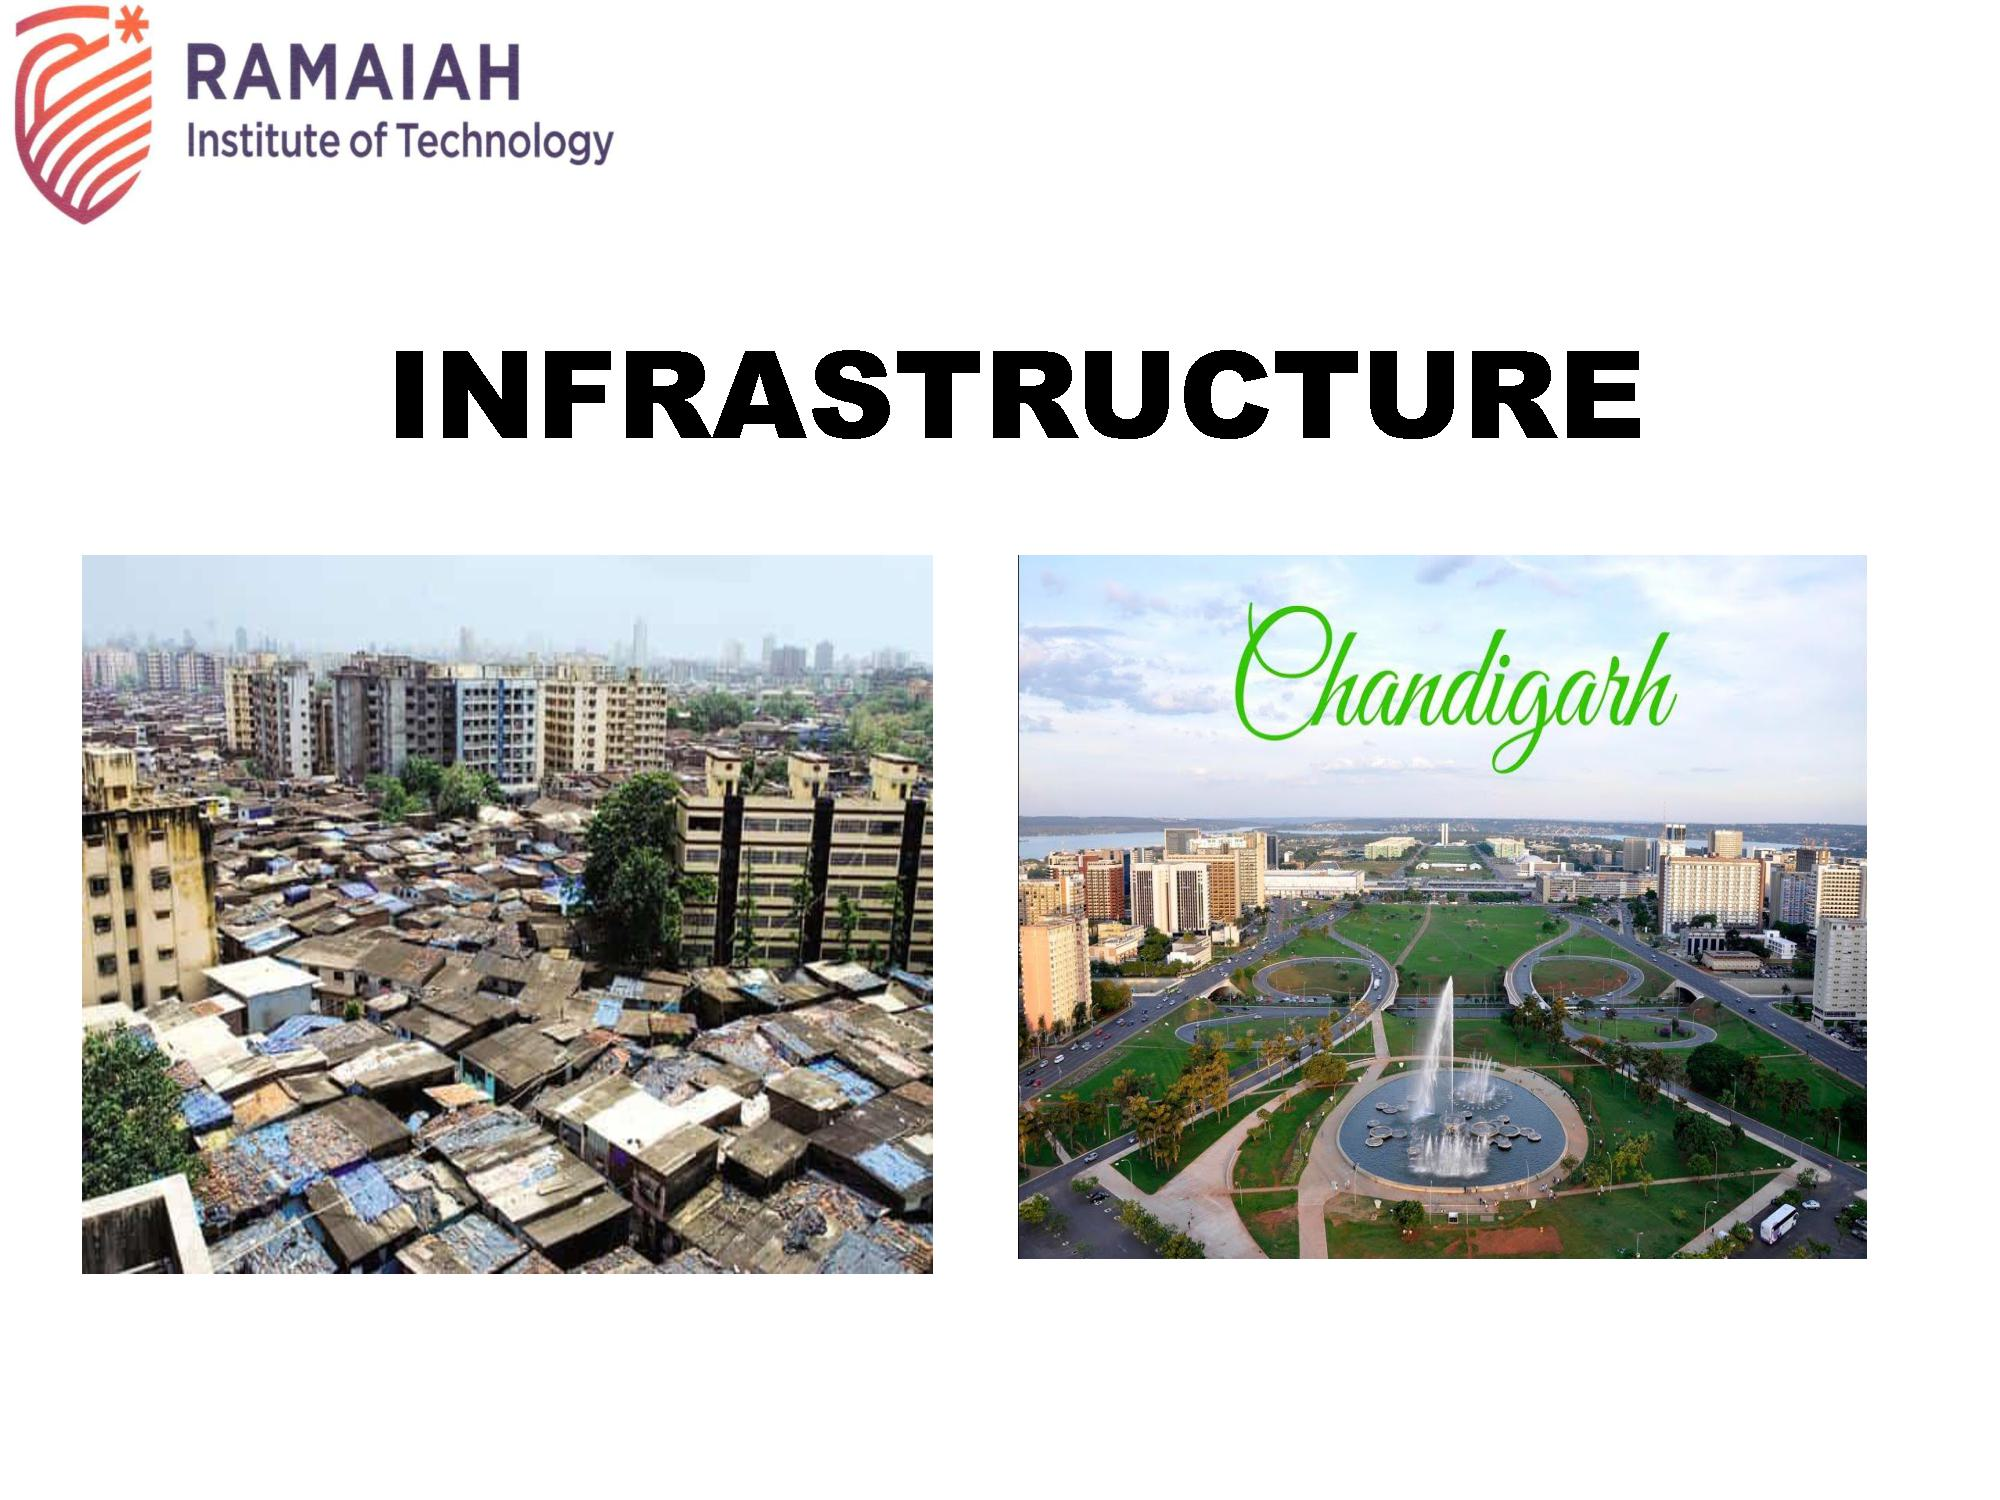 RAMAIAH
Institute of Technology
INFRASTRUCTURE
Chandigarh